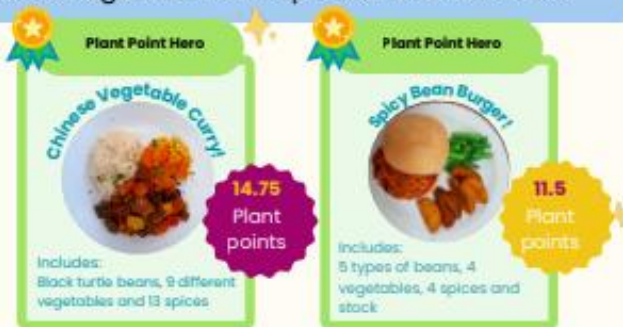 Plant Point Hero
Chinese Vegetable Curry!
14.75
Plant
points
Includes:
Black turtle beans, 9 different
vegetables and 13 spices
Plant Point Hero
Spicy Bean Burger!
11.5
Plant
points
Includes:
5 types of beans, 4
vegetables, 4 spices and
stock